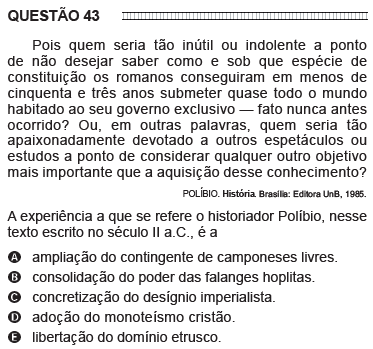 QUESTÃO 43
Pois quem seria tão inútil ou indolente a ponto
de não desejar saber como e sob que espécie de
constituição os romanos conseguiram em menos de
cinquenta e três anos submeter quase todo o mundo
habitado ao seu governo exclusivo — fato nunca antes
ocorrido? Ou, em outras palavras, quem seria tão
apaixonadamente devotado a outros espetáculos ou
estudos a ponto de considerar qualquer outro objetivo
mais importante que a aquisição desse conhecimento?
POLÍBIO. História. Brasília: Editora UnB, 1985.
A experiência a que se refere o historiador Políbio, nesse
texto escrito no século II a.C., é a
A ampliação do contingente de camponeses livres.
B consolidação do poder das falanges hoplitas.
C concretização do desígnio imperialista.
D adoção do monoteísmo cristão.
E libertação do domínio etrusco.